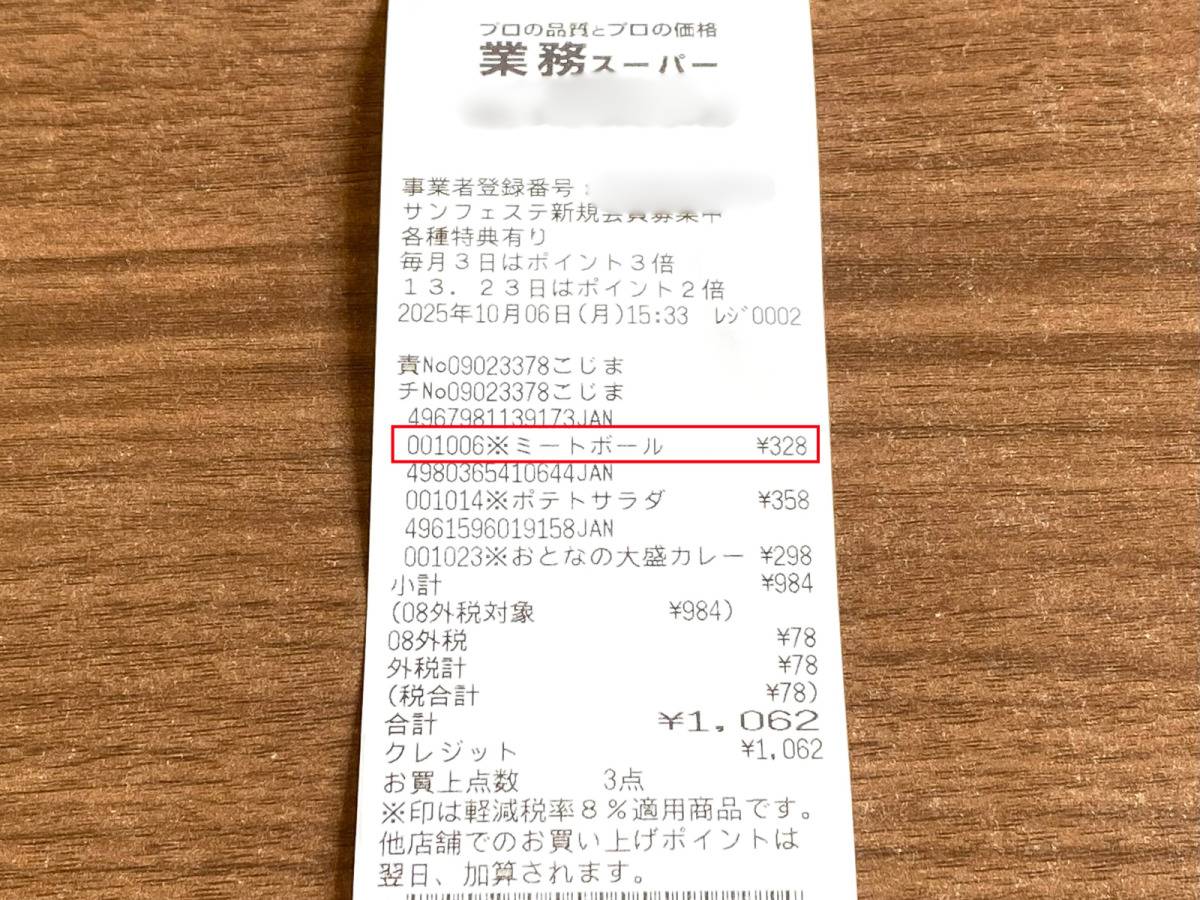 プロの品質とプロの価格
業務スーパー
事業者登録番号:
サンフェステ新規会員募集中
各種特典有り
毎月3日はポイント3倍
13.23日はポイント2倍
2025年10月06日(月)15:33 レジ0002
責No09023378こじま
チNo09023378こじま
4967981139173JAN
001006※ミートボール ¥328
4980365410644JAN
001014※ポテトサラダ ¥358
4961596019158JAN
001023※おとなの大盛カレー ¥298
小計 ¥984
(08外税対象 ¥984)
08外税 ¥78
外税計 ¥78
(税合計 ¥78)
合計 ¥1,062
クレジット ¥1,062
お買上点数 3点
※印は軽減税率8%適用商品です。
他店舗でのお買い上げポイントは
翌日、加算されます。